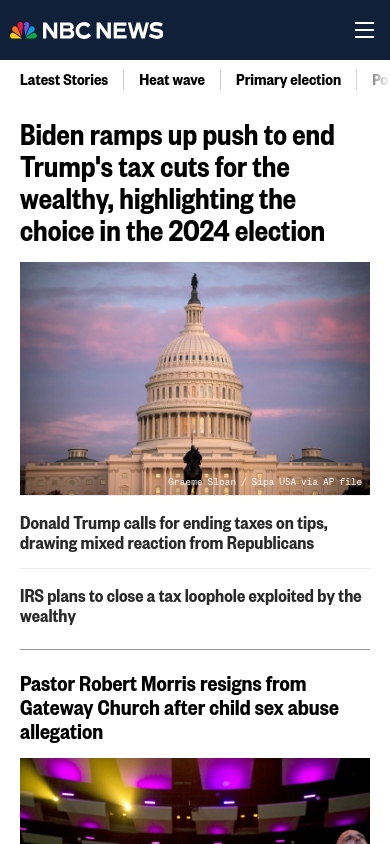 NBC NEWS
Latest Stories
Heat wave
Primary election
Biden ramps up push to end
Trump's tax cuts for the
wealthy, highlighting the
choice in the 2024 election
Graeme Sloan / Sipa USA via AP file
Donald Trump calls for ending taxes on tips,
drawing mixed reaction from Republicans
IRS plans to close a tax loophole exploited by the
wealthy
Pastor Robert Morris resigns from
Gateway Church after child sex abuse
allegation